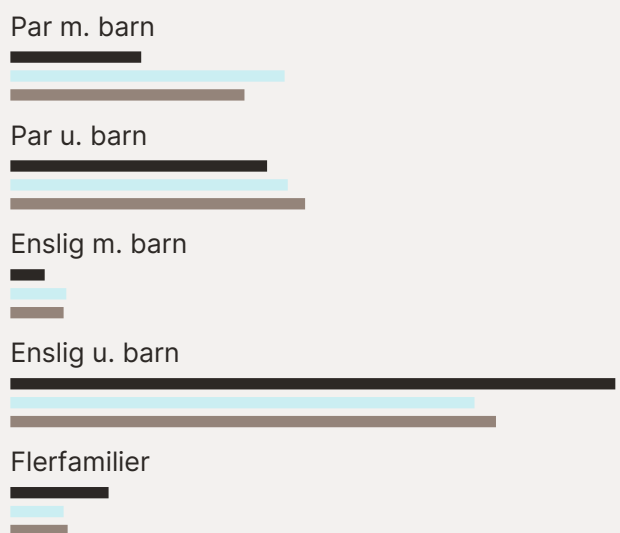 Par m. barn
Par u. barn
Enslig m. barn
Enslig u. barn
Flerfamilier